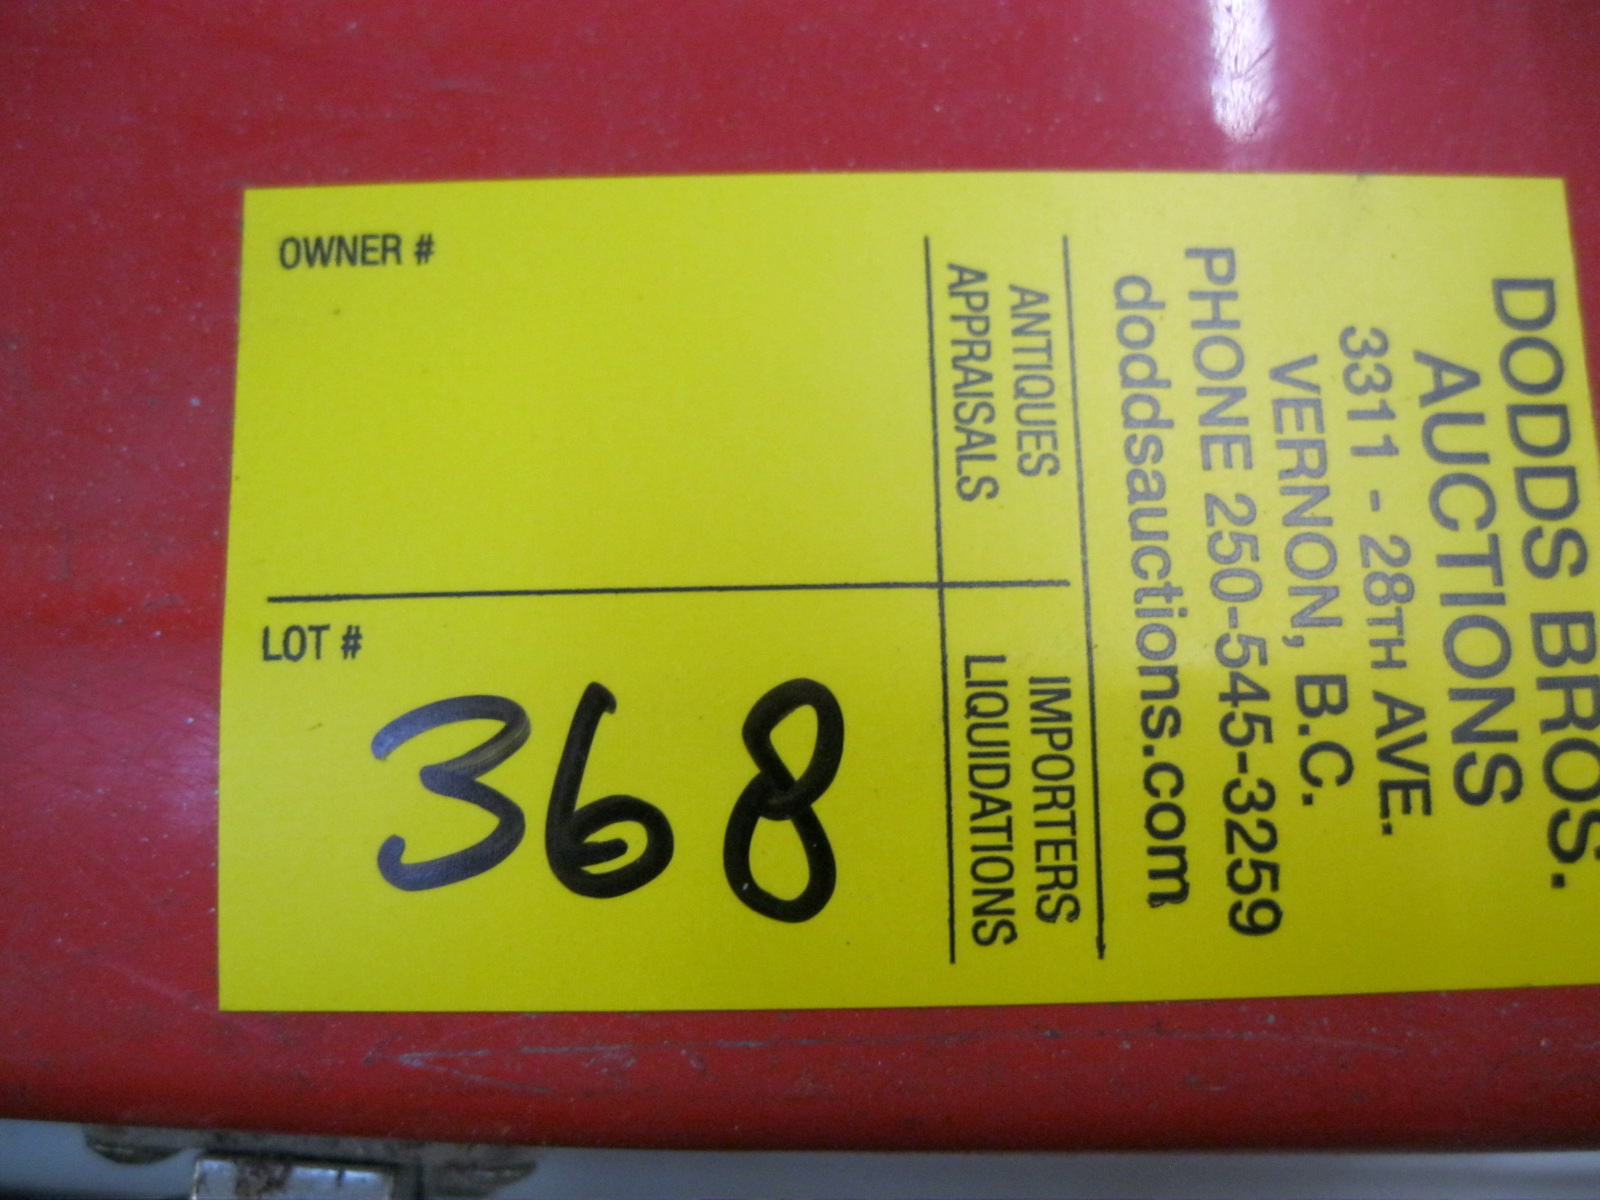 DODDS BROS.
AUCTIONS
3311 - 28TH AVE.
VERNON, B.C.
PHONE 250-545-3259
doddsauctions.com
ANTIQUES
APPRAISALS
IMPORTERS
LIQUIDATIONS
OWNER #
LOT #
368